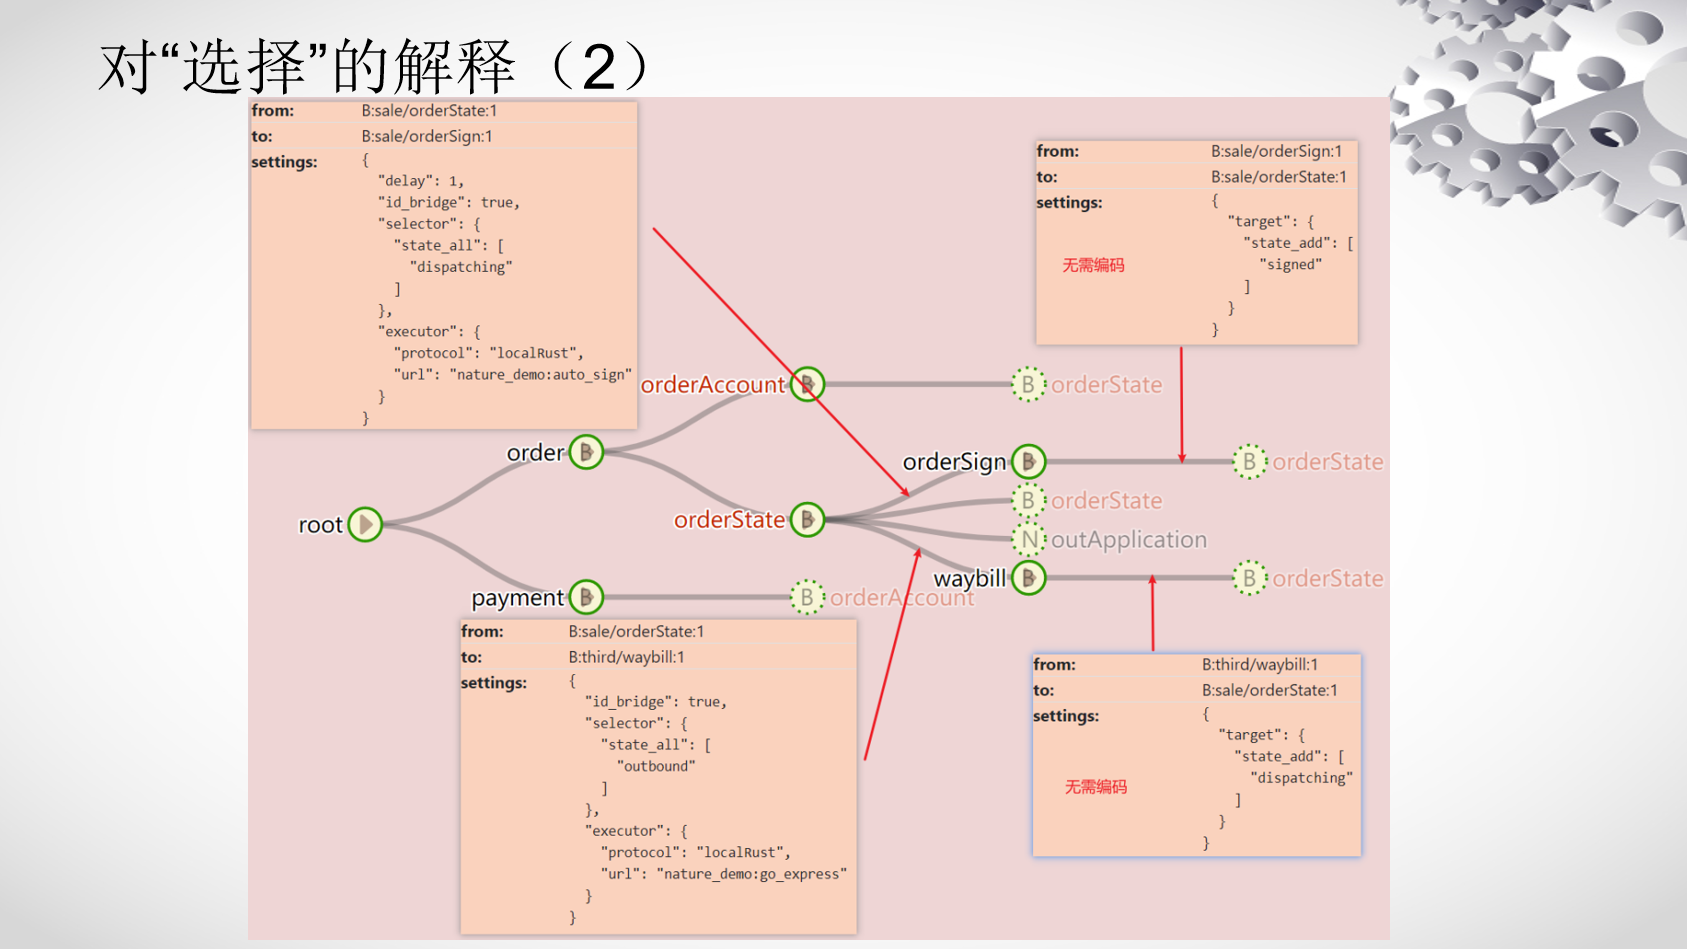 对“选择”的解释（2）
from: B:sale/orderState:1
to: B:sale/orderSign:1
settings: {
"delay": 1,
"id_bridge": true,
"selector": {
"state_all": [
"dispatching"
]
},
"executor": {
"protocol": "localRust",
"url": "nature_demo:auto_sign"
}
}
from: B:sale/orderSign:1
to: B:sale/orderState:1
settings: {
"target": {
"state_add": [
无需编码 "signed"
]
}
}
orderAccount B B orderState
order B
orderSign B B orderState
B orderState
root orderState B
N outApplication
waybill B B orderState
payment B B orderAccount
from: B:sale/orderState:1
to: B:third/waybill:1
settings: {
"id_bridge": true,
"selector": {
"state_all": [
"outbound"
]
},
"executor": {
"protocol": "localRust",
"url": "nature_demo:go_express"
}
}
from: B:third/waybill:1
to: B:sale/orderState:1
settings: {
"target": {
"state_add": [
"dispatching"
无需编码 ]
}
}